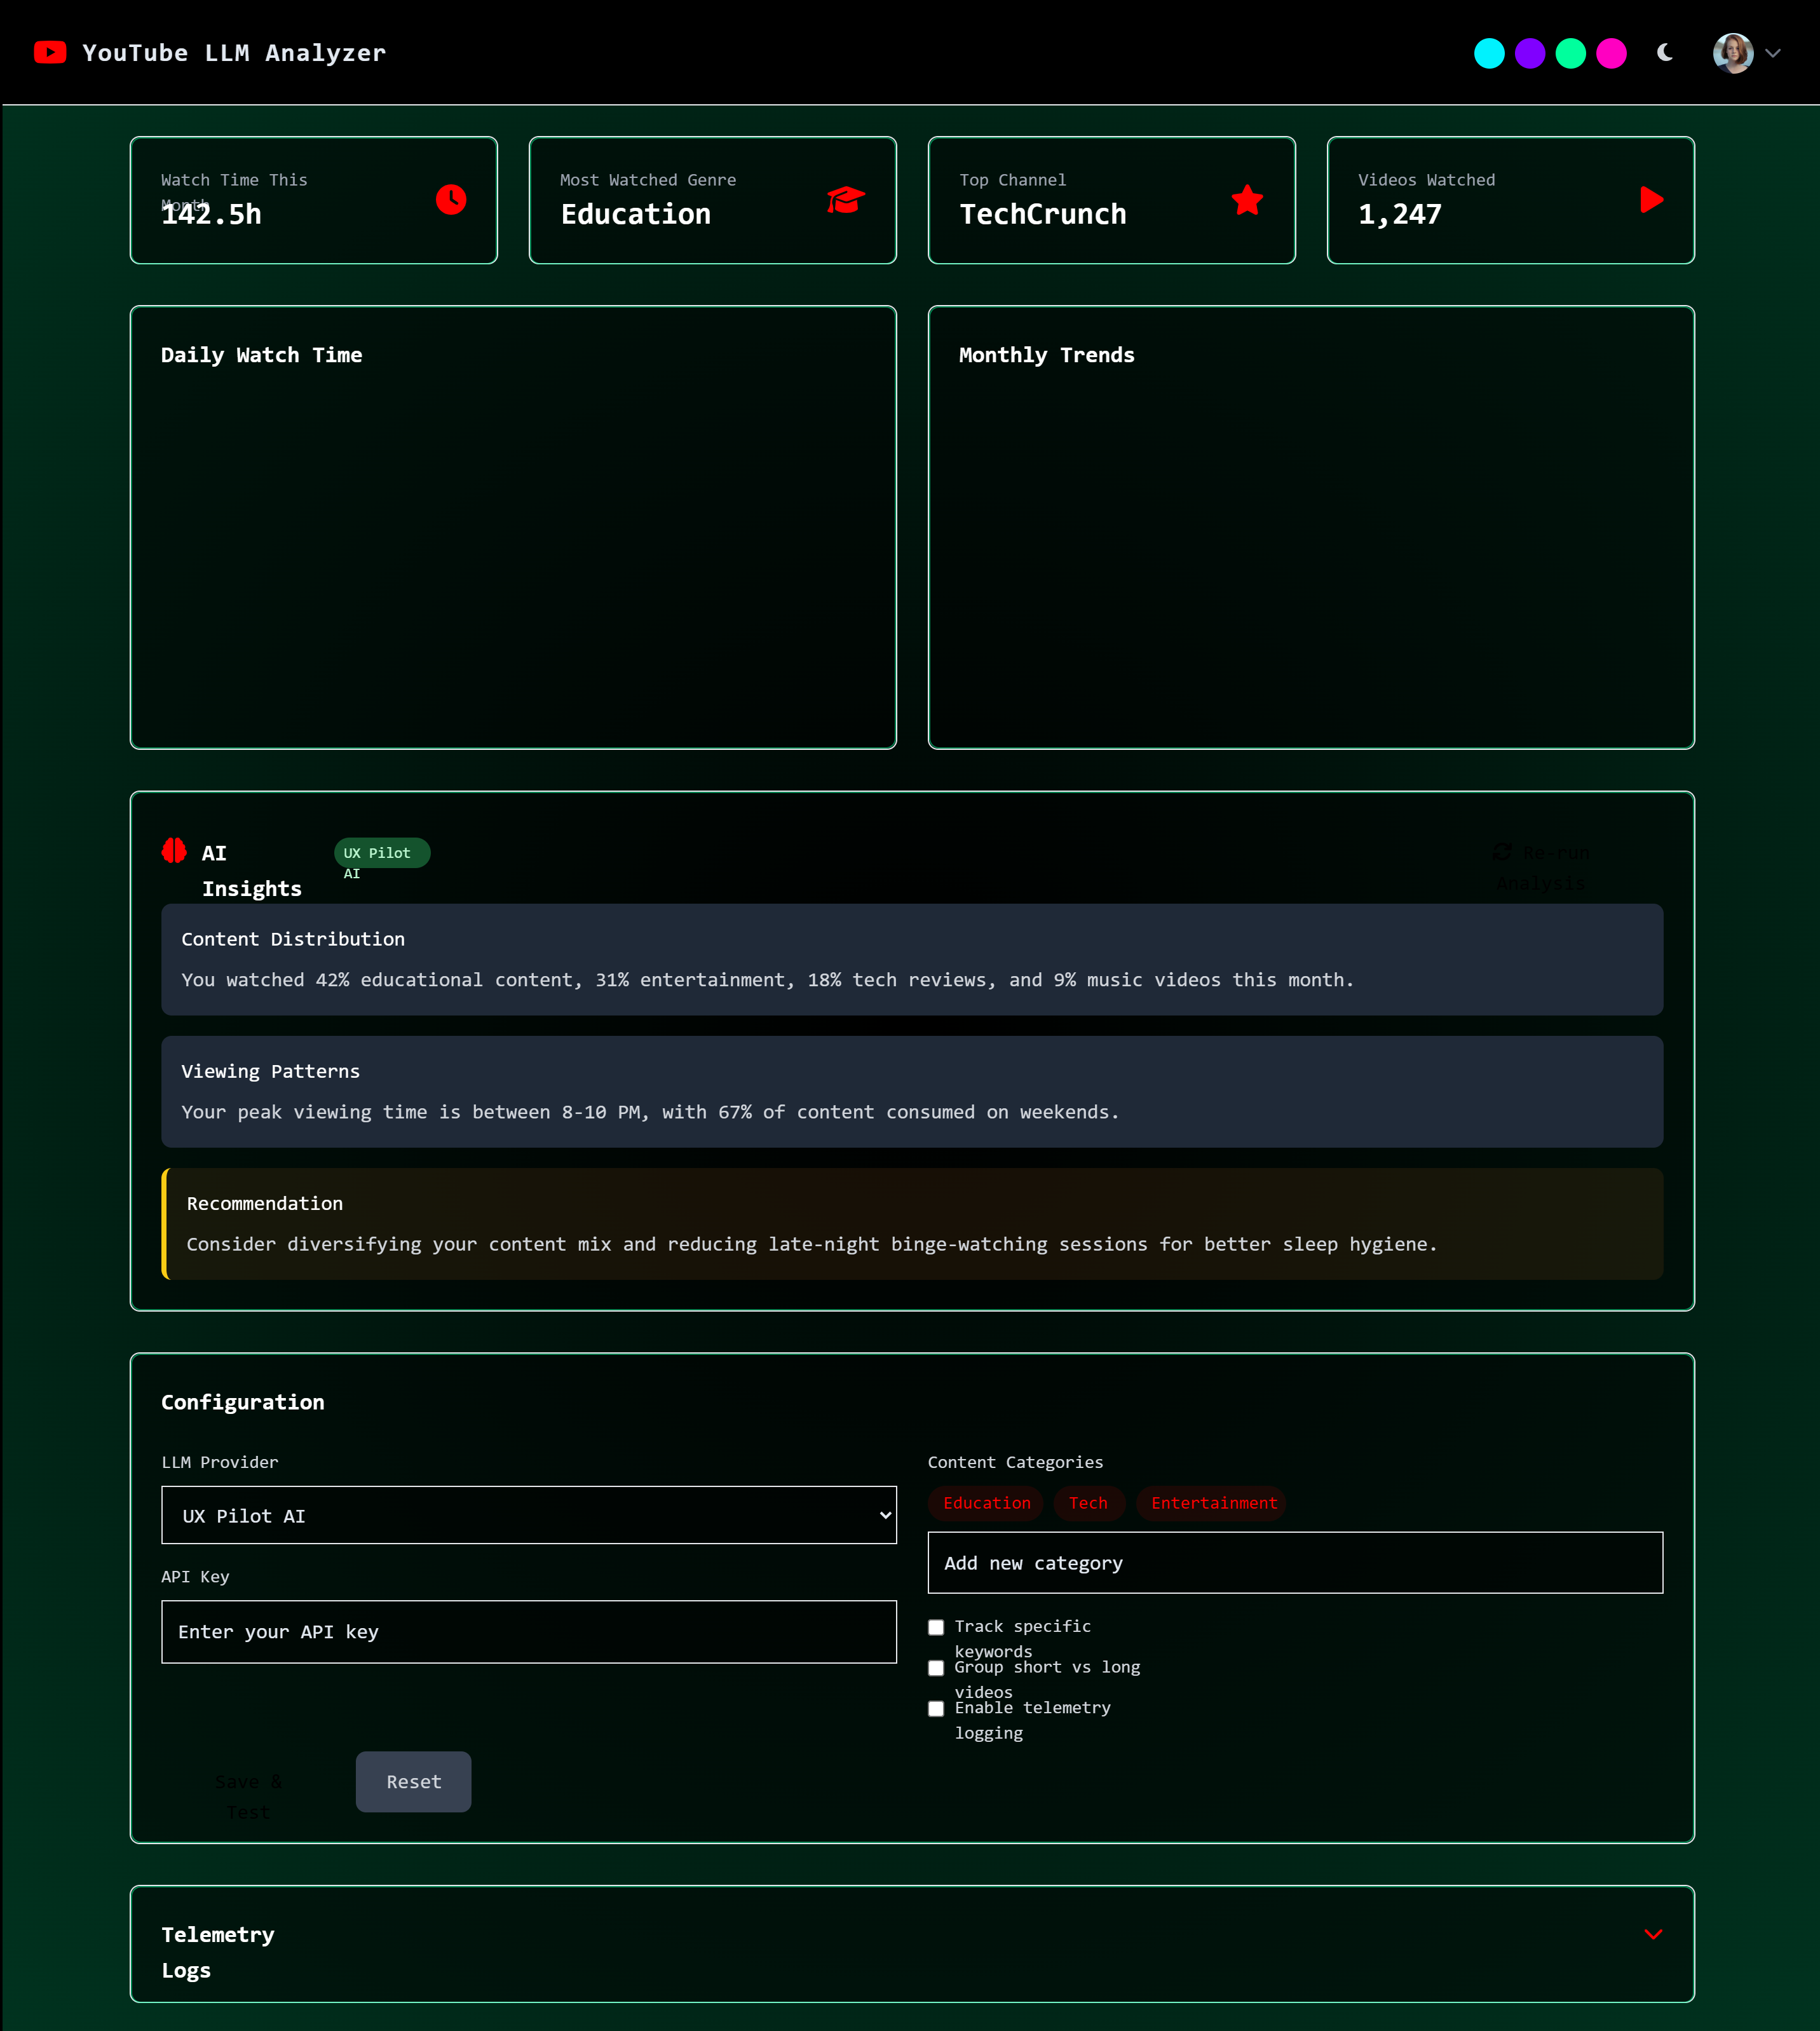 YouTube LLM Analyzer
Watch Time This
Month
142.5h
Most Watched Genre
Education
Top Channel
TechCrunch
Videos Watched
1,247
Daily Watch Time
Monthly Trends
AI
Insights
UX Pilot
AI
Re-run
Analysis
Content Distribution
You watched 42% educational content, 31% entertainment, 18% tech reviews, and 9% music videos this month.
Viewing Patterns
Your peak viewing time is between 8-10 PM, with 67% of content consumed on weekends.
Recommendation
Consider diversifying your content mix and reducing late-night binge-watching sessions for better sleep hygiene.
Configuration
LLM Provider
UX Pilot AI
API Key
Enter your API key
Content Categories
Education
Tech
Entertainment
Add new category
Track specific
keywords
Group short vs long
videos
Enable telemetry
logging
Save &
Test
Reset
Telemetry
Logs